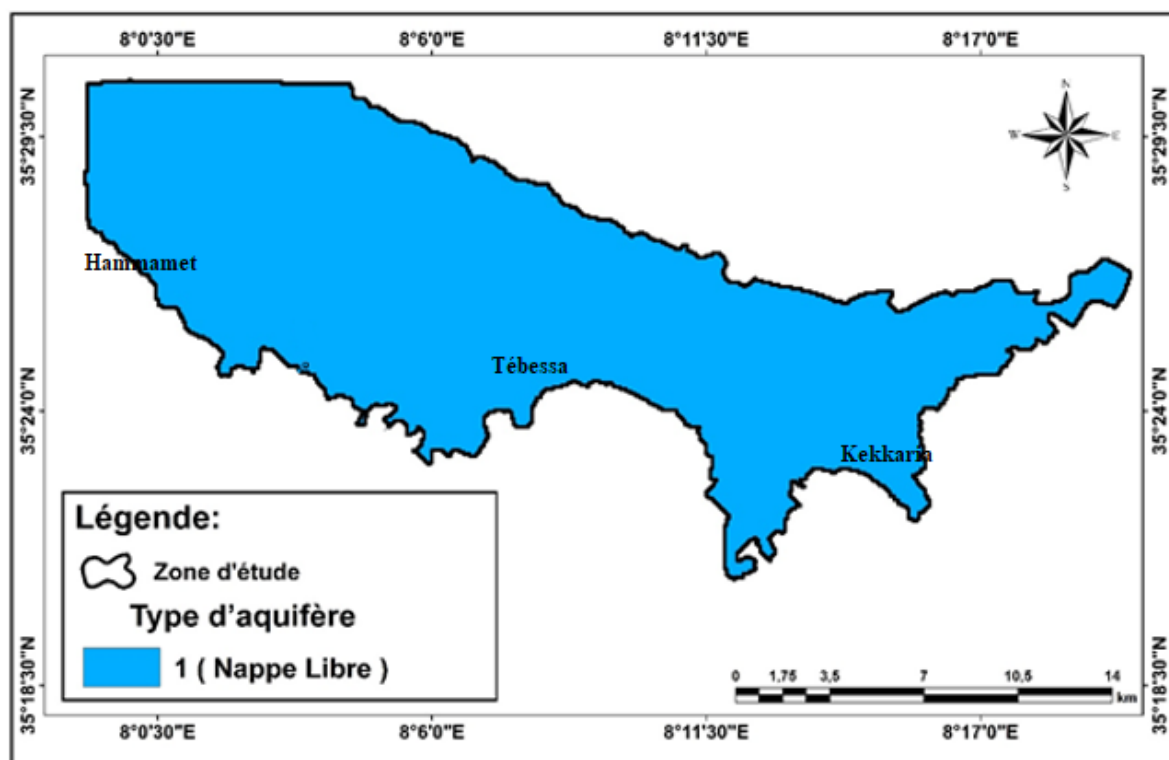 8°0'30"E 8°6'0"E 8°11'30"E 8°17'0"E
N
W E
S
35°29'30"N 35°29'30"N
Hammamet
Tébessa
35°24'0"N 35°24'0"N
Kekkaria
Légende:
Zone d'étude
Type d'aquifère
1 ( Nappe Libre )
0 1,75 3,5 7 10,5 14
km
35°18'30"N 35°18'30"N
8°0'30"E 8°6'0"E 8°11'30"E 8°17'0"E